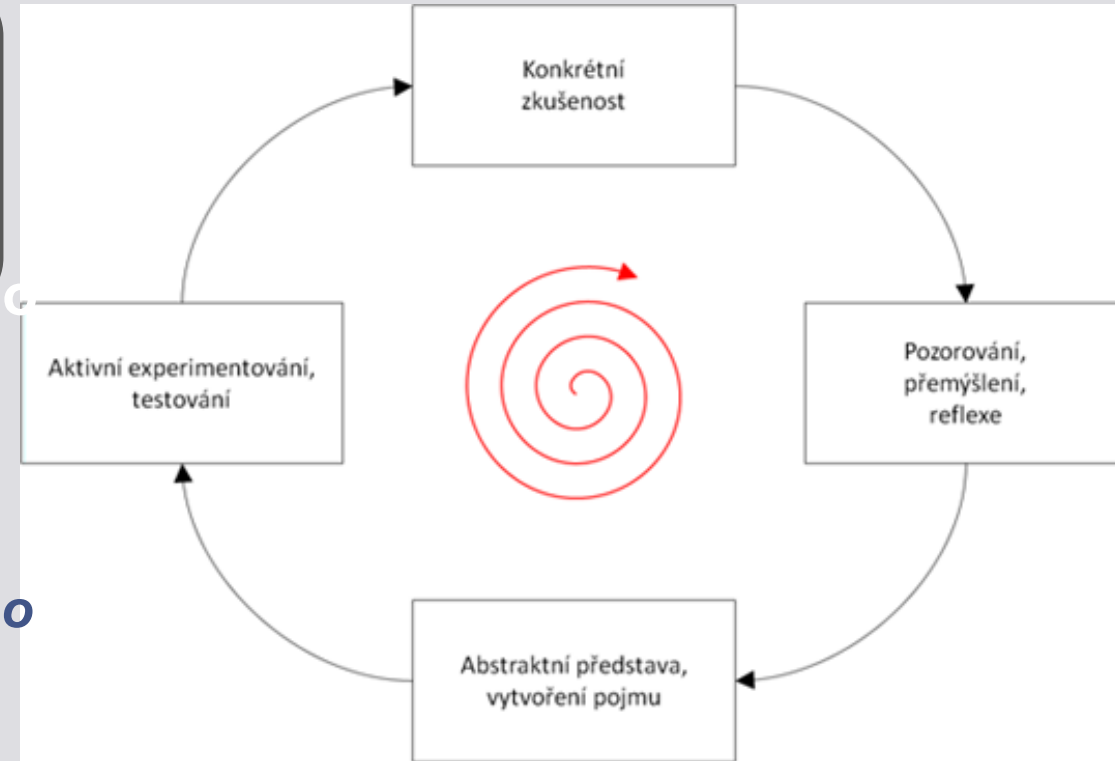 Konkrétní
zkušenost
Aktivní experimentování,
testování
Pozorování,
přemýšlení,
reflexe
Abstraktní představa,
vytvoření pojmu
o